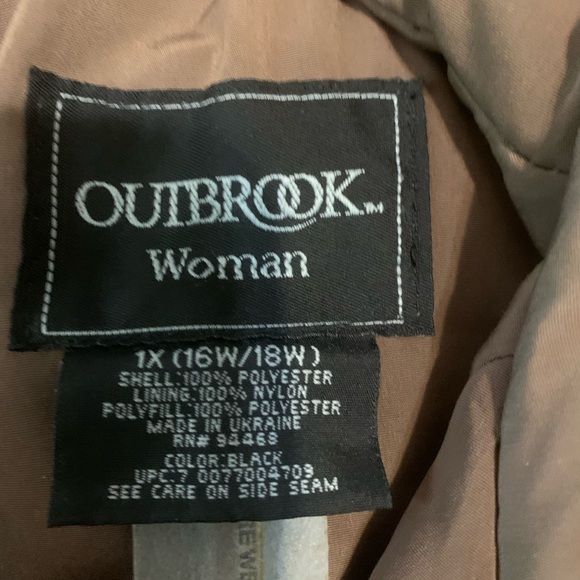 OUTBROOK™
Woman
1X (16W/18W)
SHELL:100% POLYESTER
LINING:100% NYLON
POLYFILL:100% POLYESTER
MADE IN UKRAINE
RN# 94468
COLOR:BLACK
UPC:7 0077004709
SEE CARE ON SIDE SEAM